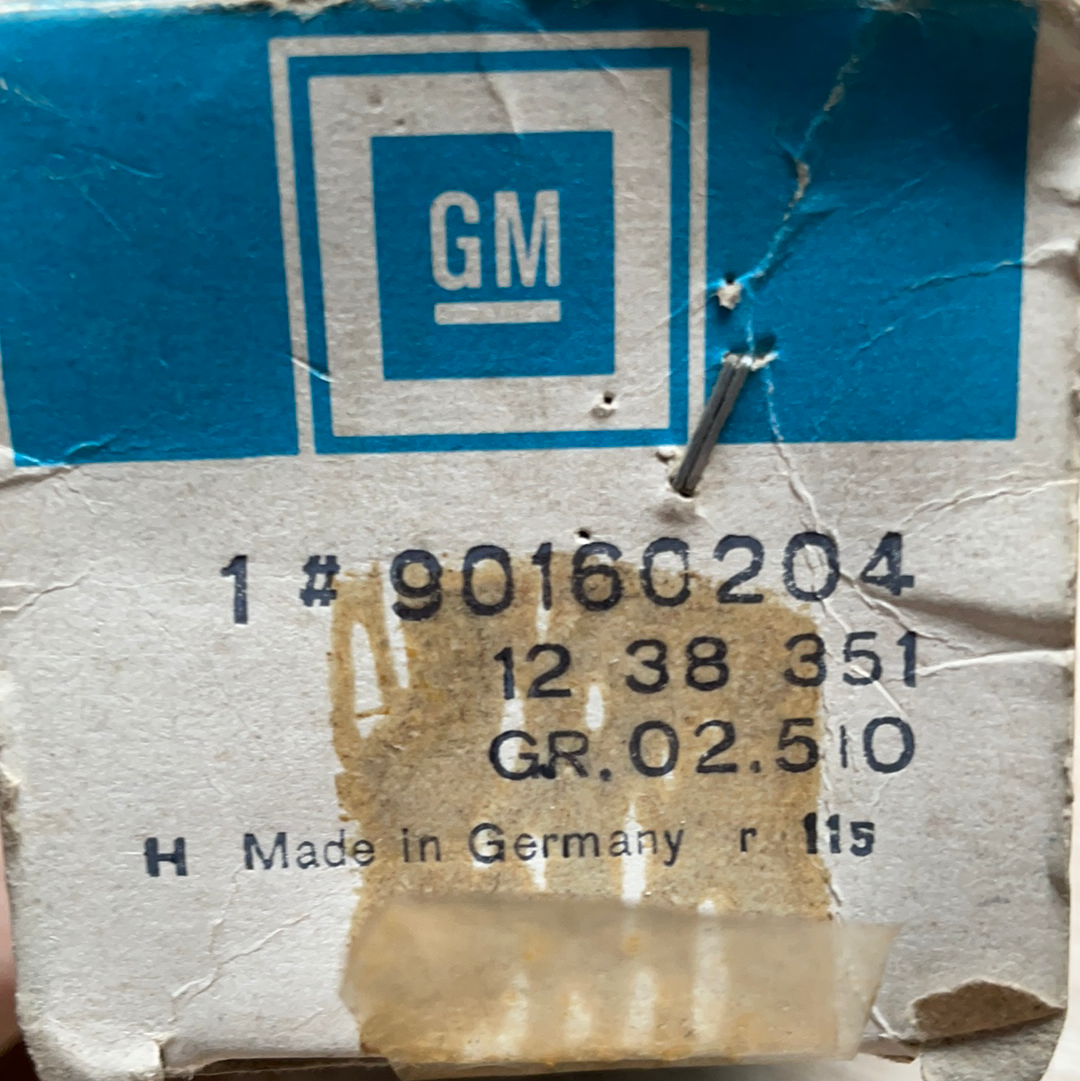 GM
1 # 90160204
12 38 351
GR. 02.510
H Made in Germany r 115